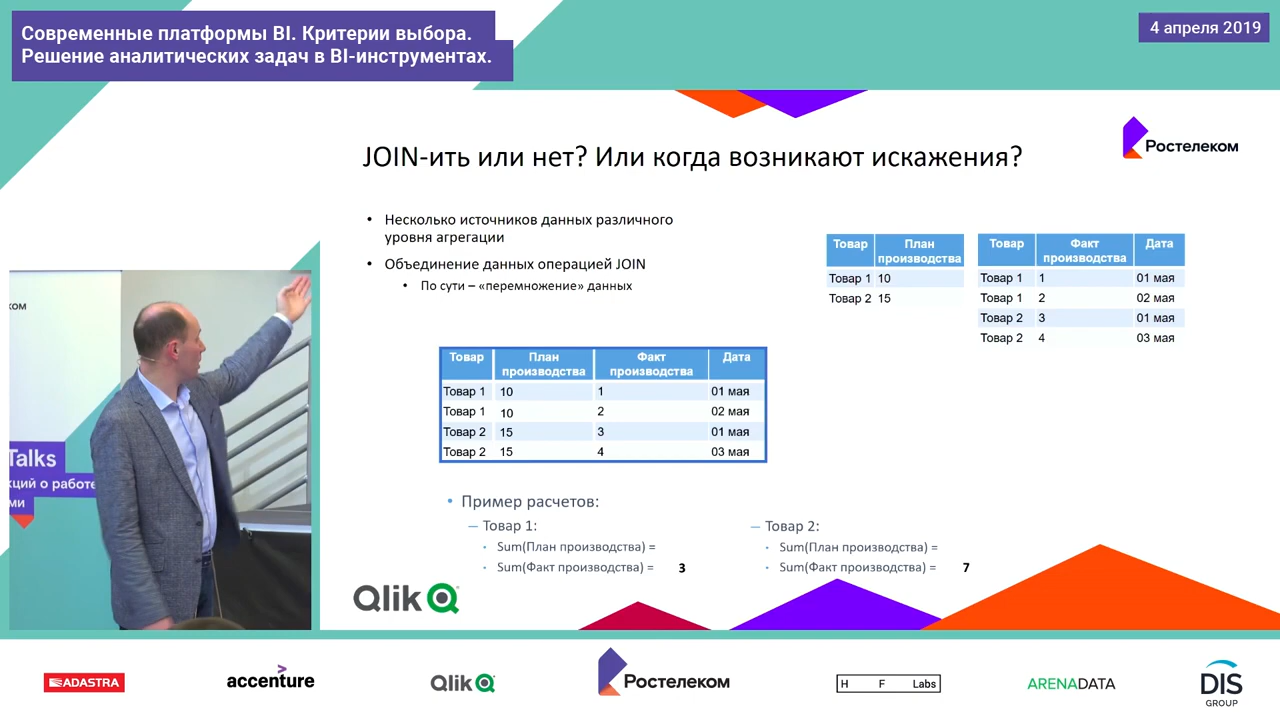 Современные платформы BI. Критерии выбора.
Решение аналитических задач в BI-инструментах.
4 апреля 2019
JOIN-ить или нет? Или когда возникают искажения?
Ростелеком
• Несколько источников данных различного
уровня агрегации
• Объединение данных операцией JOIN
• По сути – «перемножение» данных
Товар План производства
Товар 1 10
Товар 2 15
Товар Факт производства Дата
Товар 1 1 01 мая
Товар 1 2 02 мая
Товар 2 3 01 мая
Товар 2 4 03 мая
Товар План производства Факт производства Дата
Товар 1 10 1 01 мая
Товар 1 10 2 02 мая
Товар 2 15 3 01 мая
Товар 2 15 4 03 мая
• Пример расчетов:
— Товар 1:
• Sum(План производства) =
• Sum(Факт производства) = 3
— Товар 2:
• Sum(План производства) =
• Sum(Факт производства) = 7
ком
Talks
кций о работе
ми
Qlik
ADASTRA
accenture
Qlik
Ростелеком
H F Labs
ARENADATA
DIS
GROUP